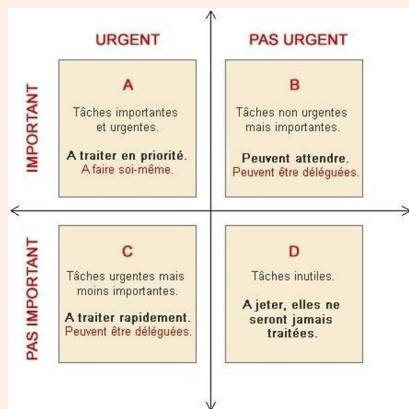 URGENT
PAS URGENT
IMPORTANT
A
Tâches importantes
et urgentes.
A traiter en priorité.
A faire soi-même.
B
Tâches non urgentes
mais importantes.
Peuvent attendre.
Peuvent être déléguées.
PAS IMPORTANT
C
Tâches urgentes mais
moins importantes.
A traiter rapidement.
Peuvent être déléguées.
D
Tâches inutiles.
A jeter, elles ne
seront jamais
traitées.